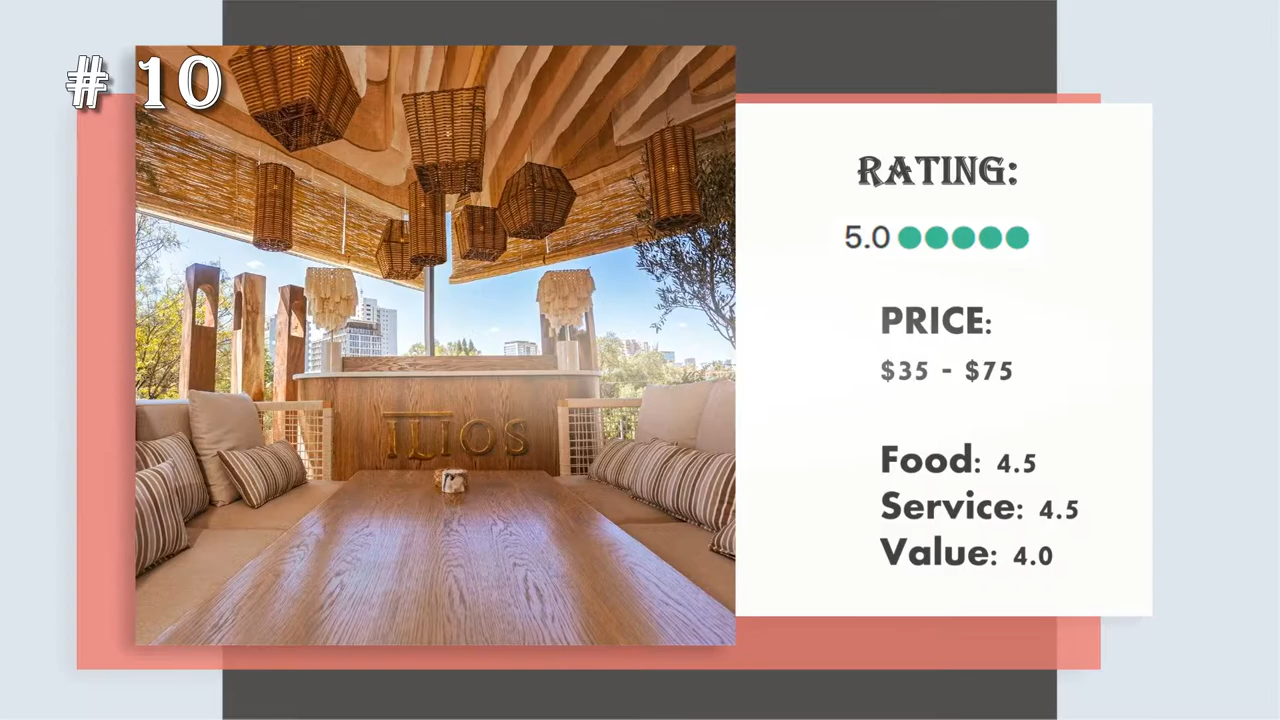 # 10
ILIOS
RATING:
5.0
PRICE:
$35 - $75
Food: 4.5
Service: 4.5
Value: 4.0